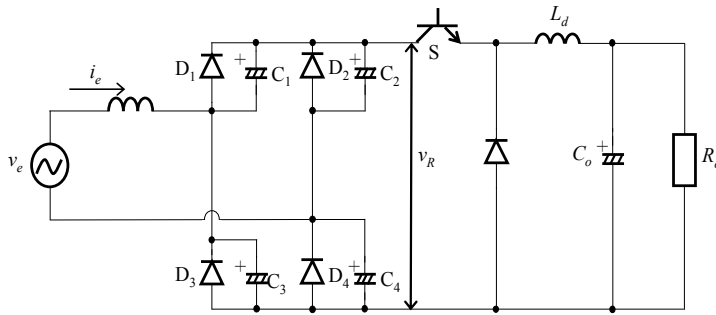 L_d
S
D_1
+
C_1
D_2
+
C_2
i_e
v_e
v_R
C_o
+
D_3
+
C_3
D_4
+
C_4